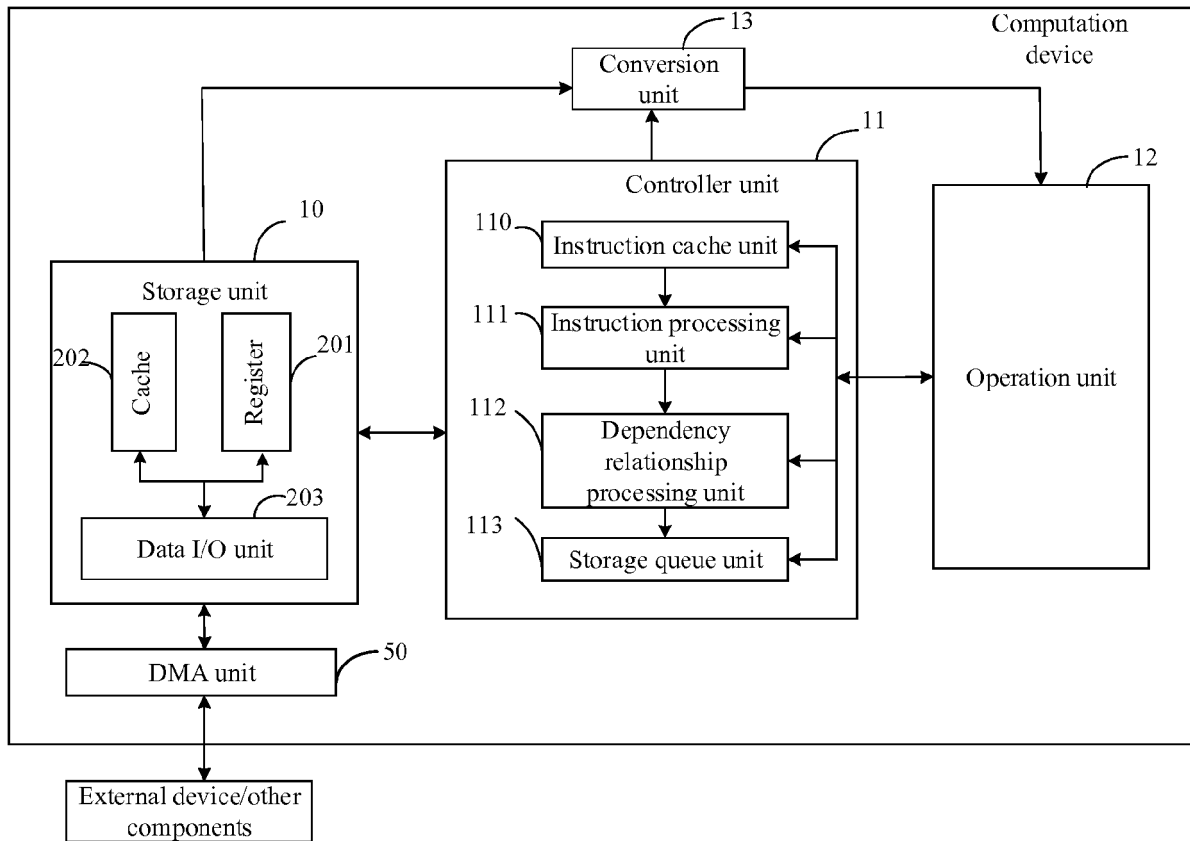 13
Computation
device
Conversion
unit
11
Controller unit
12
10
110
Instruction cache unit
Storage unit
111
Instruction processing
unit
202
Cache
Register
201
Operation unit
112
Dependency
relationship
processing unit
203
Data I/O unit
113
Storage queue unit
50
DMA unit
External device/other
components